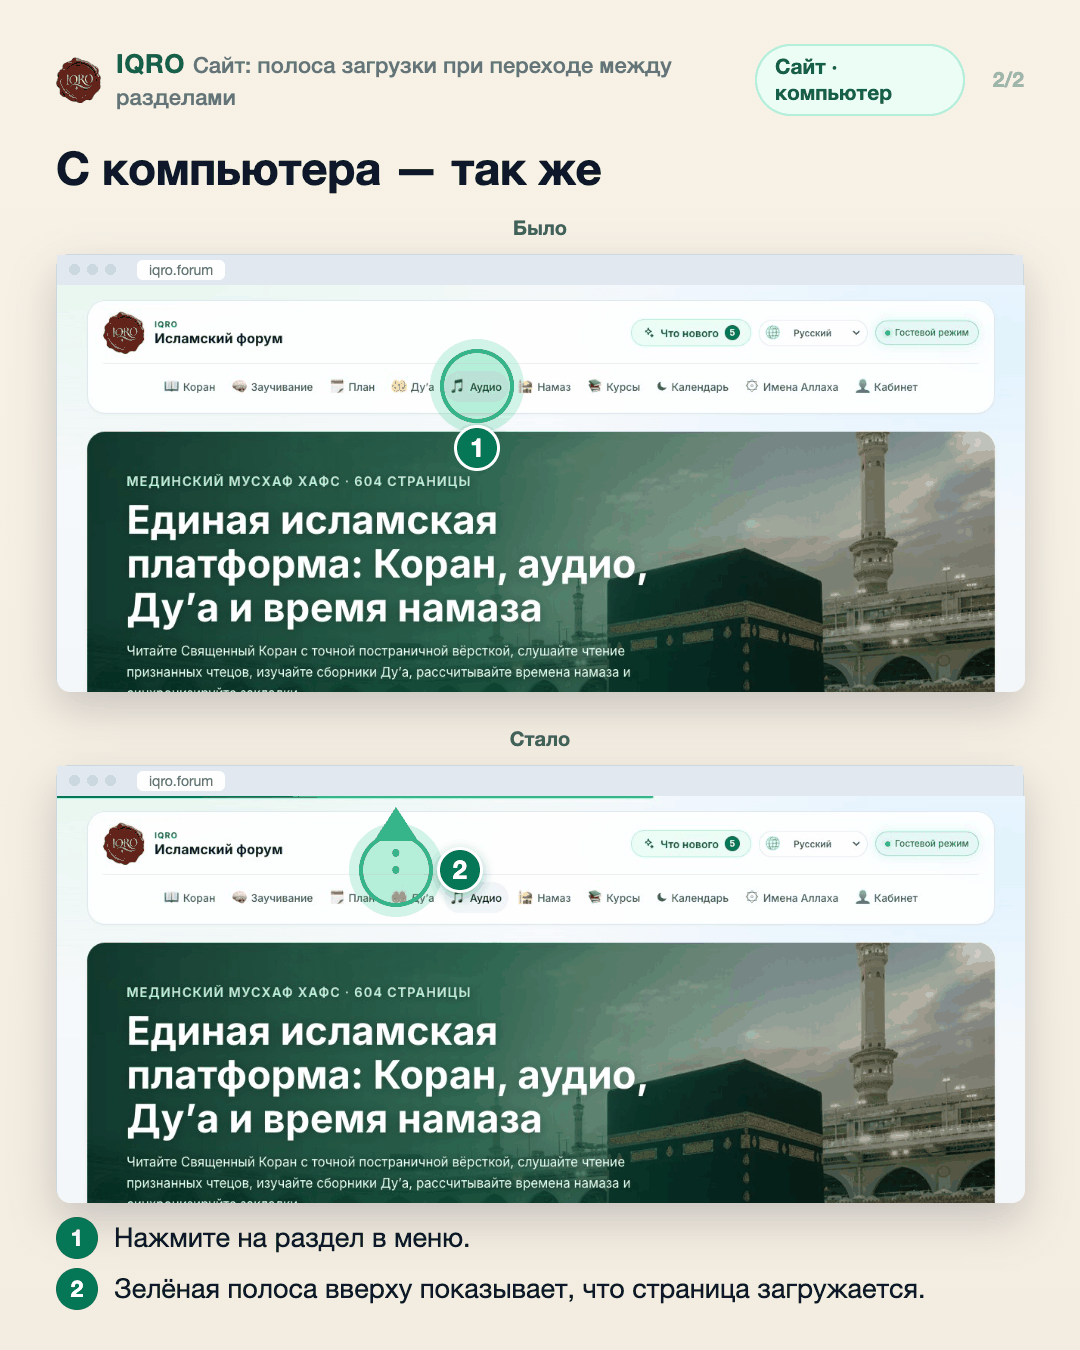 IQRO
IQRO Сайт: полоса загрузки при переходе между
разделами
Сайт ·
компьютер
2/2
С компьютера — так же
Было
iqro.forum
IQRO
IQRO
Исламский форум
Что нового 5
Русский
Гостевой режим
Коран Заучивание План Ду'а Аудио Намаз Курсы Календарь Имена Аллаха Кабинет
1
МЕДИНСКИЙ МУСХАФ ХАФС · 604 СТРАНИЦЫ
Единая исламская
платформа: Коран, аудио,
Ду’а и время намаза
Читайте Священный Коран с точной постраничной вёрсткой, слушайте чтение
признанных чтецов, изучайте сборники Ду’а, рассчитывайте времена намаза и
Стало
iqro.forum
IQRO
IQRO
Исламский форум
Что нового 5
Русский
Гостевой режим
2
Коран Заучивание План Ду'а Аудио Намаз Курсы Календарь Имена Аллаха Кабинет
МЕДИНСКИЙ МУСХАФ ХАФС · 604 СТРАНИЦЫ
Единая исламская
платформа: Коран, аудио,
Ду’а и время намаза
Читайте Священный Коран с точной постраничной вёрсткой, слушайте чтение
признанных чтецов, изучайте сборники Ду’а, рассчитывайте времена намаза и
1 Нажмите на раздел в меню.
2 Зелёная полоса вверху показывает, что страница загружается.